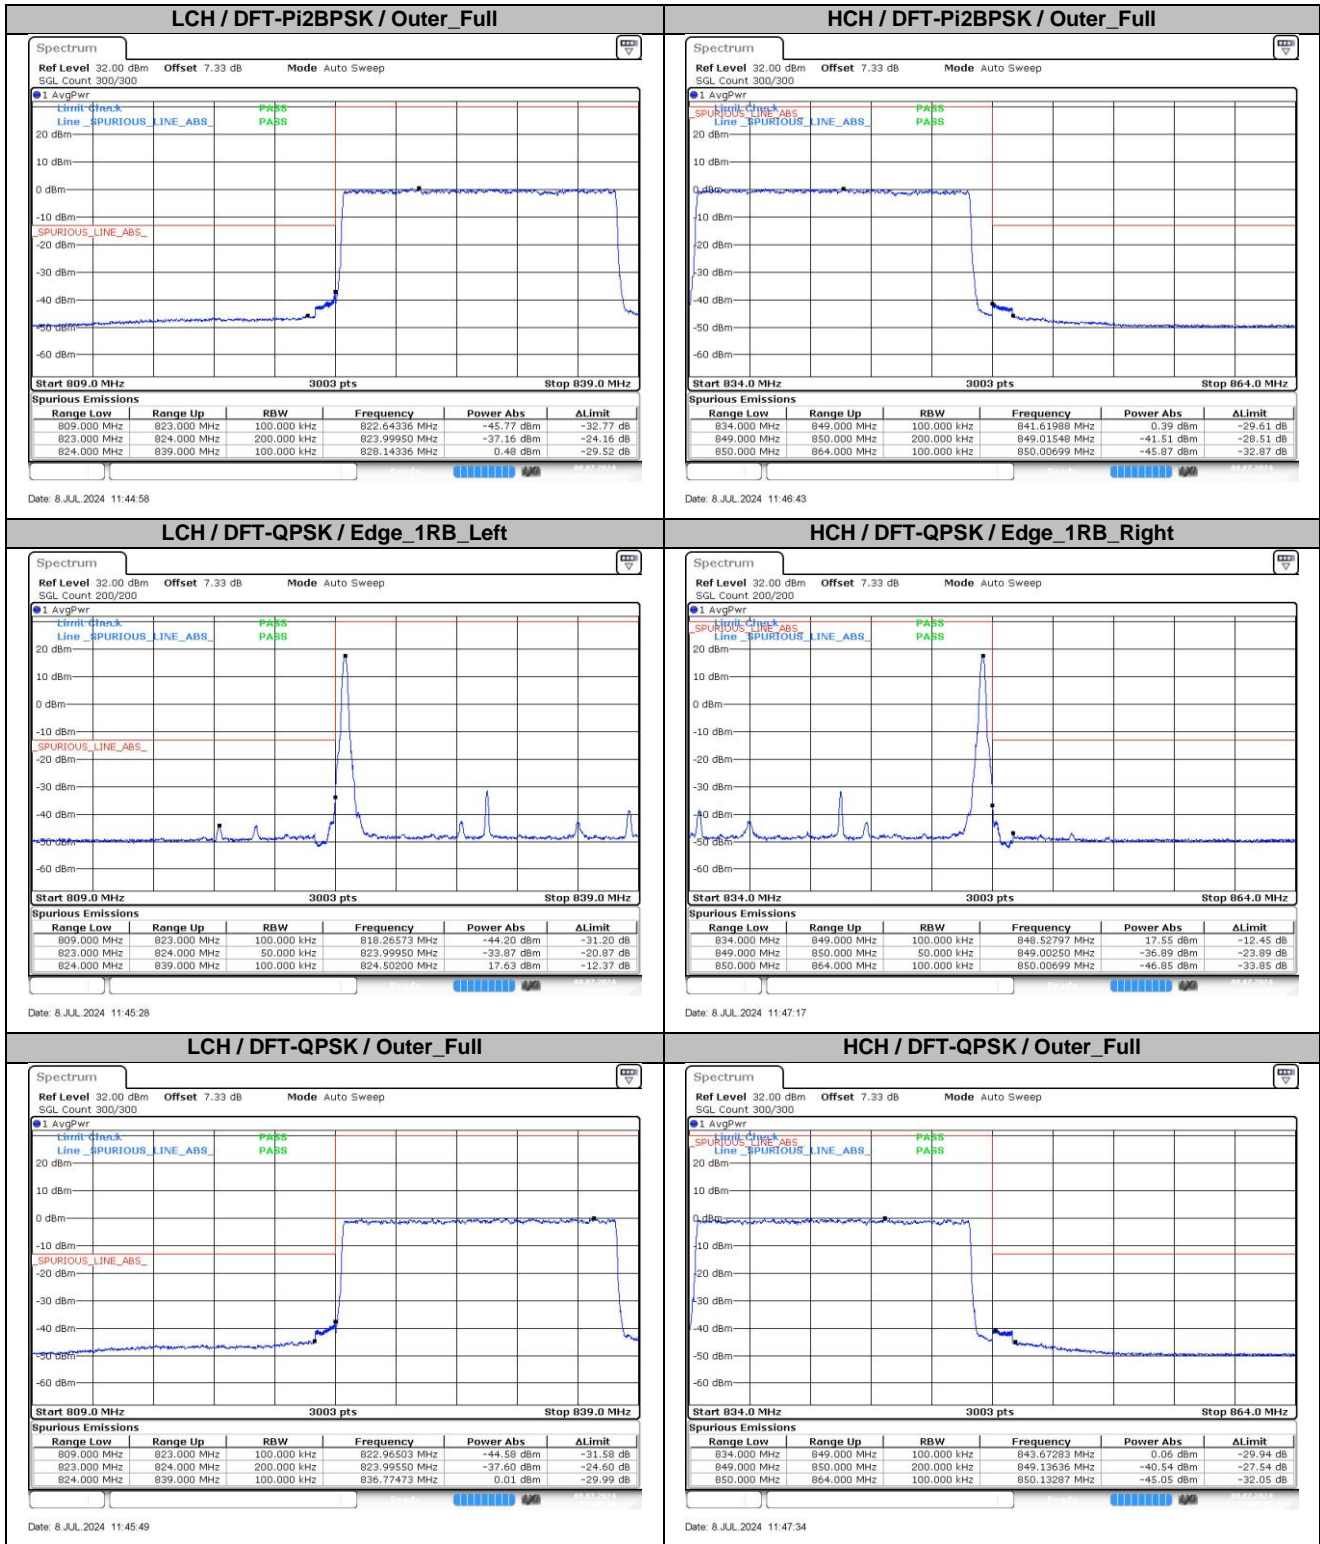 LCH / DFT-Pi2BPSK / Outer_Full
Spectrum
Ref Level 32.00 dBm Offset 7.33 dB Mode Auto Sweep
SGL Count 300/300
1 AvgPwr
Limit Check PASS
Line _SPURIOUS_LINE_ABS_ PASS
20 dBm
10 dBm
0 dBm
-10 dBm
_SPURIOUS_LINE_ABS_
-20 dBm
-30 dBm
-40 dBm
-50 dBm
-60 dBm
Start 809.0 MHz 3003 pts Stop 839.0 MHz
Spurious Emissions
Range Low Range Up RBW Frequency Power Abs ΔLimit
809.000 MHz 823.000 MHz 100.000 kHz 822.64336 MHz -45.77 dBm -32.77 dB
823.000 MHz 824.000 MHz 200.000 kHz 823.99950 MHz -37.16 dBm -24.16 dB
824.000 MHz 839.000 MHz 100.000 kHz 828.14336 MHz 0.48 dBm -29.52 dB
Date: 8.JUL.2024 11:44:58
HCH / DFT-Pi2BPSK / Outer_Full
Spectrum
Ref Level 32.00 dBm Offset 7.33 dB Mode Auto Sweep
SGL Count 300/300
1 AvgPwr
Limit Check PASS
_SPURIOUS_LINE_ABS_
Line _SPURIOUS_LINE_ABS_ PASS
20 dBm
10 dBm
0 dBm
-10 dBm
-20 dBm
-30 dBm
-40 dBm
-50 dBm
-60 dBm
Start 834.0 MHz 3003 pts Stop 864.0 MHz
Spurious Emissions
Range Low Range Up RBW Frequency Power Abs ΔLimit
834.000 MHz 849.000 MHz 100.000 kHz 841.61988 MHz 0.39 dBm -29.61 dB
849.000 MHz 850.000 MHz 200.000 kHz 849.01548 MHz -41.51 dBm -28.51 dB
850.000 MHz 864.000 MHz 100.000 kHz 850.00699 MHz -45.87 dBm -32.87 dB
Date: 8.JUL.2024 11:46:43
LCH / DFT-QPSK / Edge_1RB_Left
Spectrum
Ref Level 32.00 dBm Offset 7.33 dB Mode Auto Sweep
SGL Count 200/200
1 AvgPwr
Limit Check PASS
Line _SPURIOUS_LINE_ABS_ PASS
20 dBm
10 dBm
0 dBm
-10 dBm
_SPURIOUS_LINE_ABS_
-20 dBm
-30 dBm
-40 dBm
-50 dBm
-60 dBm
Start 809.0 MHz 3003 pts Stop 839.0 MHz
Spurious Emissions
Range Low Range Up RBW Frequency Power Abs ΔLimit
809.000 MHz 823.000 MHz 100.000 kHz 818.26573 MHz -44.20 dBm -31.20 dB
823.000 MHz 824.000 MHz 50.000 kHz 823.99950 MHz -33.87 dBm -20.87 dB
824.000 MHz 839.000 MHz 100.000 kHz 824.50200 MHz 17.63 dBm -12.37 dB
Date: 8.JUL.2024 11:45:28
HCH / DFT-QPSK / Edge_1RB_Right
Spectrum
Ref Level 32.00 dBm Offset 7.33 dB Mode Auto Sweep
SGL Count 200/200
1 AvgPwr
Limit Check PASS
_SPURIOUS_LINE_ABS_
Line _SPURIOUS_LINE_ABS_ PASS
20 dBm
10 dBm
0 dBm
-10 dBm
-20 dBm
-30 dBm
-40 dBm
-50 dBm
-60 dBm
Start 834.0 MHz 3003 pts Stop 864.0 MHz
Spurious Emissions
Range Low Range Up RBW Frequency Power Abs ΔLimit
834.000 MHz 849.000 MHz 100.000 kHz 848.52797 MHz 17.55 dBm -12.45 dB
849.000 MHz 850.000 MHz 50.000 kHz 849.00250 MHz -36.89 dBm -23.89 dB
850.000 MHz 864.000 MHz 100.000 kHz 850.00699 MHz -46.85 dBm -33.85 dB
Date: 8.JUL.2024 11:47:17
LCH / DFT-QPSK / Outer_Full
Spectrum
Ref Level 32.00 dBm Offset 7.33 dB Mode Auto Sweep
SGL Count 300/300
1 AvgPwr
Limit Check PASS
Line _SPURIOUS_LINE_ABS_ PASS
20 dBm
10 dBm
0 dBm
-10 dBm
_SPURIOUS_LINE_ABS_
-20 dBm
-30 dBm
-40 dBm
-50 dBm
-60 dBm
Start 809.0 MHz 3003 pts Stop 839.0 MHz
Spurious Emissions
Range Low Range Up RBW Frequency Power Abs ΔLimit
809.000 MHz 823.000 MHz 100.000 kHz 822.96503 MHz -44.58 dBm -31.58 dB
823.000 MHz 824.000 MHz 200.000 kHz 823.99550 MHz -37.60 dBm -24.60 dB
824.000 MHz 839.000 MHz 100.000 kHz 836.77473 MHz 0.01 dBm -29.99 dB
Date: 8.JUL.2024 11:45:49
HCH / DFT-QPSK / Outer_Full
Spectrum
Ref Level 32.00 dBm Offset 7.33 dB Mode Auto Sweep
SGL Count 300/300
1 AvgPwr
Limit Check PASS
_SPURIOUS_LINE_ABS_
Line _SPURIOUS_LINE_ABS_ PASS
20 dBm
10 dBm
0 dBm
-10 dBm
-20 dBm
-30 dBm
-40 dBm
-50 dBm
-60 dBm
Start 834.0 MHz 3003 pts Stop 864.0 MHz
Spurious Emissions
Range Low Range Up RBW Frequency Power Abs ΔLimit
834.000 MHz 849.000 MHz 100.000 kHz 843.67283 MHz 0.06 dBm -29.94 dB
849.000 MHz 850.000 MHz 200.000 kHz 849.13636 MHz -40.54 dBm -27.54 dB
850.000 MHz 864.000 MHz 100.000 kHz 850.13287 MHz -45.05 dBm -32.05 dB
Date: 8.JUL.2024 11:47:34